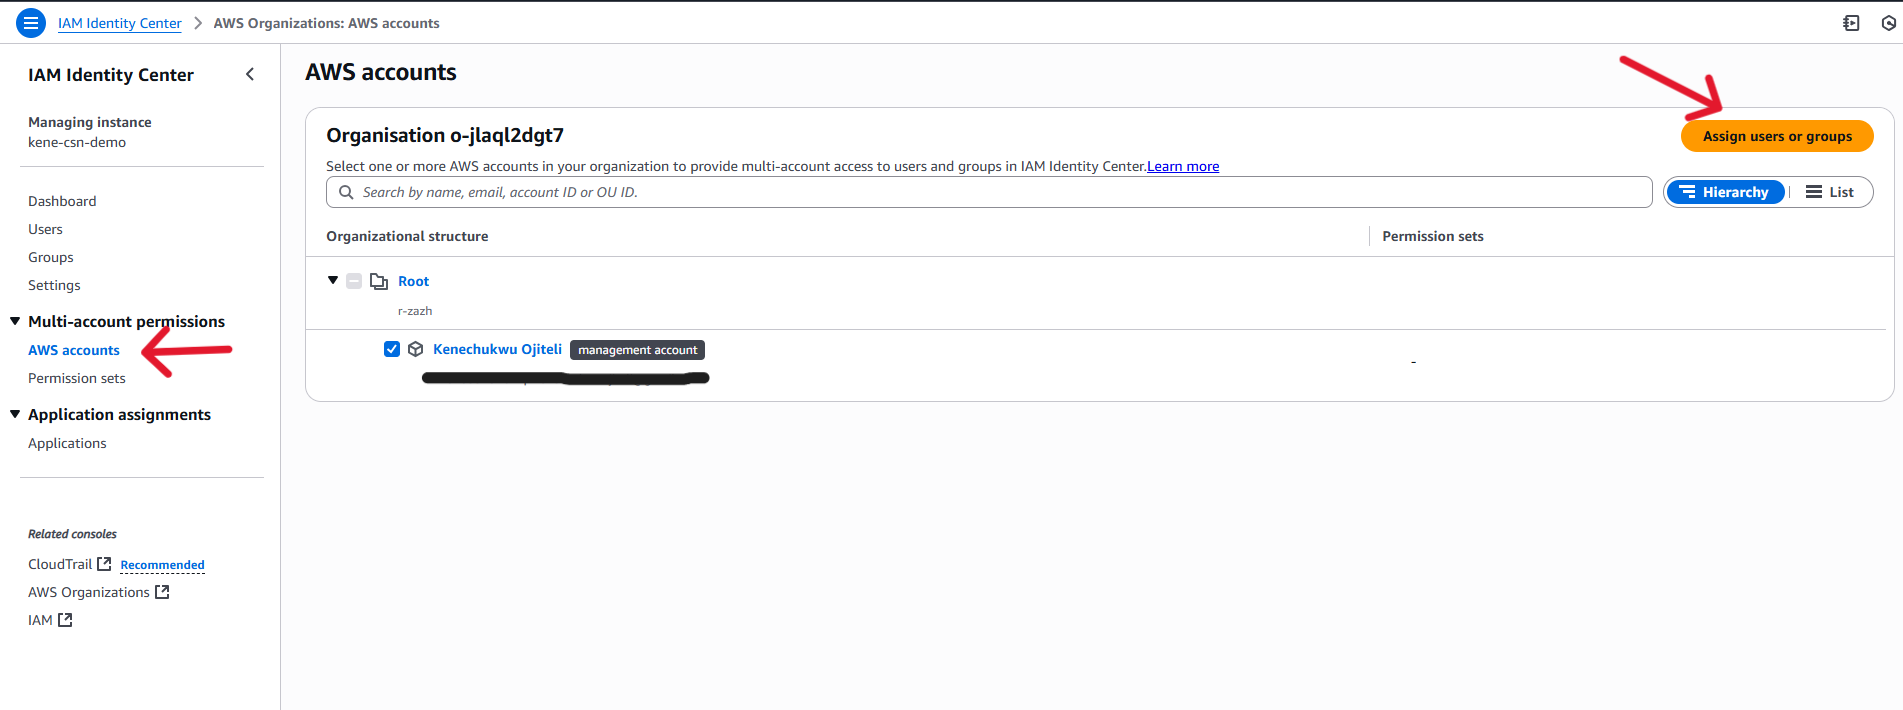 IAM Identity Center > AWS Organizations: AWS accounts
IAM Identity Center
Managing instance
kene-csn-demo
Dashboard
Users
Groups
Settings
Multi-account permissions
AWS accounts
Permission sets
Application assignments
Applications
Related consoles
CloudTrail Recommended
AWS Organizations
IAM
AWS accounts
Organisation o-jlaql2dgt7
Assign users or groups
Select one or more AWS accounts in your organization to provide multi-account access to users and groups in IAM Identity Center.Learn more
Search by name, email, account ID or OU ID.
Hierarchy
List
Organizational structure
Permission sets
Root
r-zazh
Kenechukwu Ojiteli management account
-